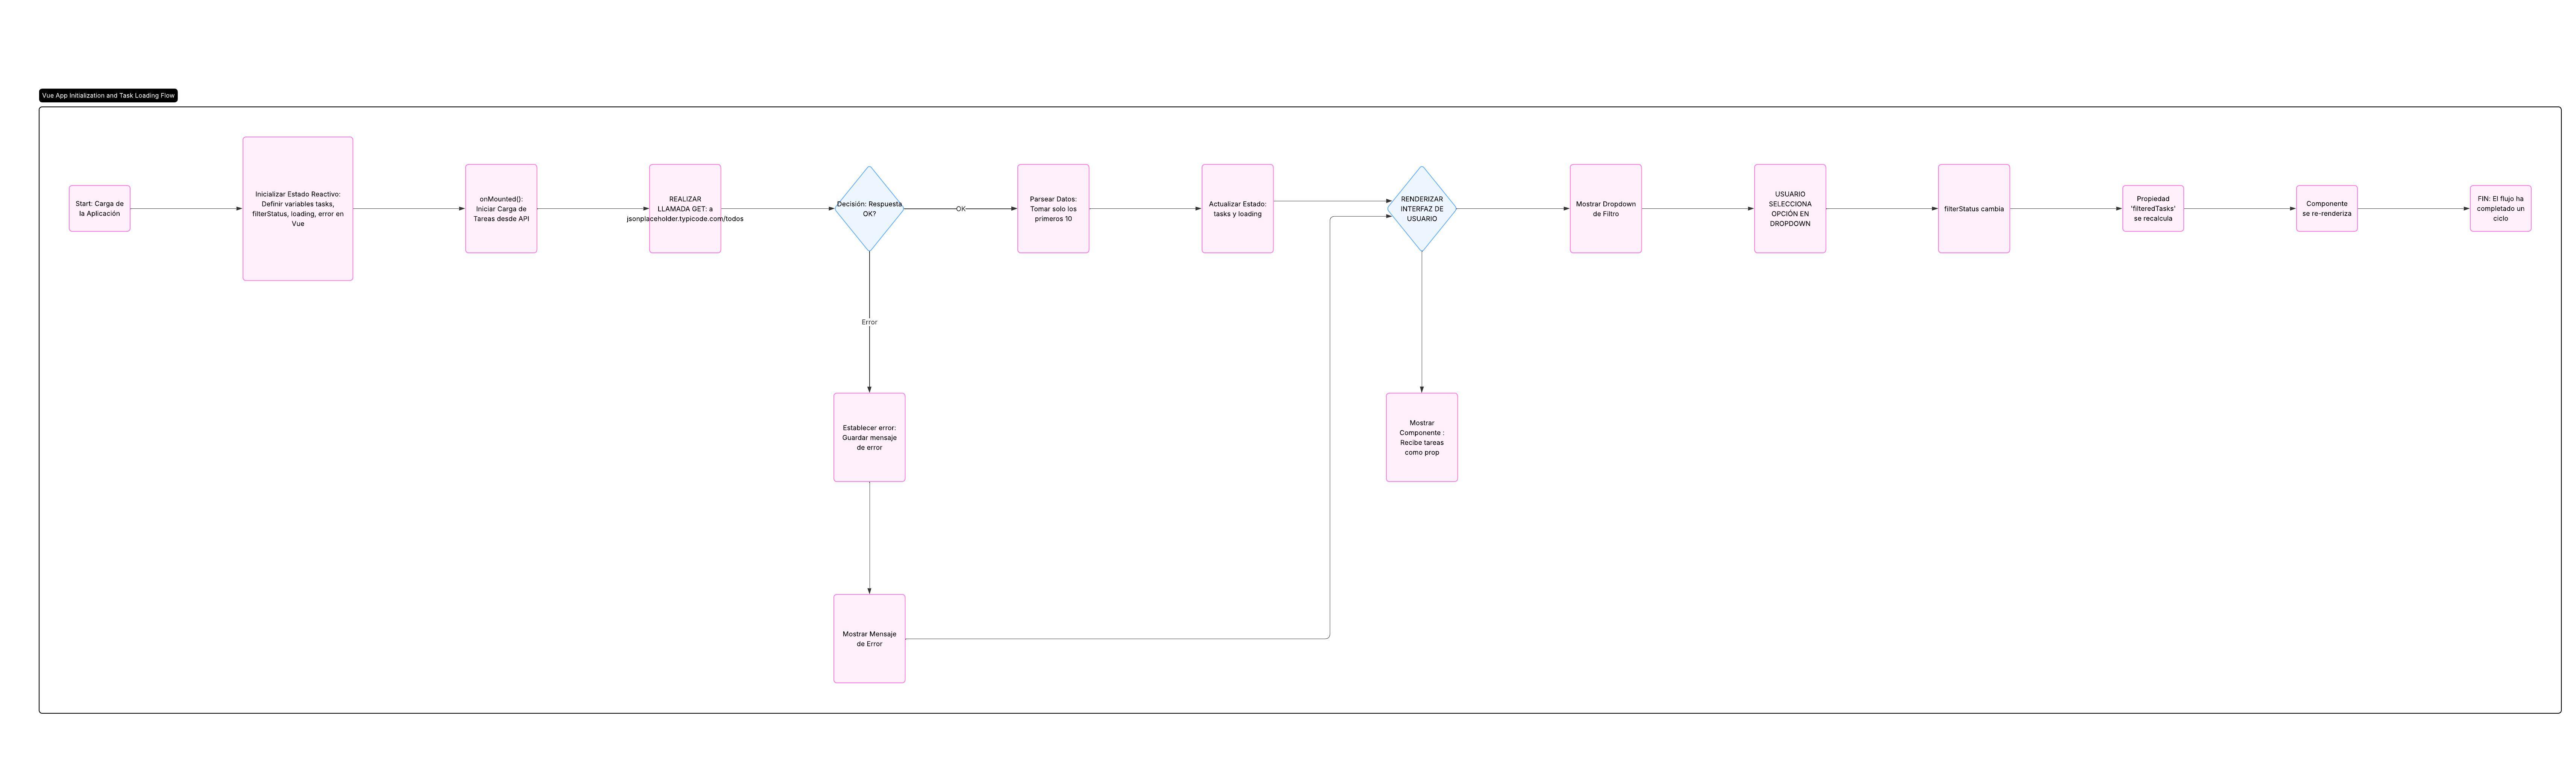 Vue App Initialization and Task Loading Flow
Start: Carga de
la Aplicación
Inicializar Estado Reactivo:
Definir variables tasks,
filterStatus, loading, error en
Vue
onMounted():
Iniciar Carga de
Tareas desde API
REALIZAR
LLAMADA GET: a
jsonplaceholder.typicode.com/todos
Decisión: Respuesta
OK?
OK
Parsear Datos:
Tomar solo los
primeros 10
Actualizar Estado:
tasks y loading
RENDERIZAR
INTERFAZ DE
USUARIO
Mostrar Dropdown
de Filtro
USUARIO
SELECCIONA
OPCIÓN EN
DROPDOWN
filterStatus cambia
Propiedad
'filteredTasks'
se recalcula
Componente
se re-renderiza
FIN: El flujo ha
completado un
ciclo
Error
Establecer error:
Guardar mensaje
de error
Mostrar
Componente :
Recibe tareas
como prop
Mostrar Mensaje
de Error